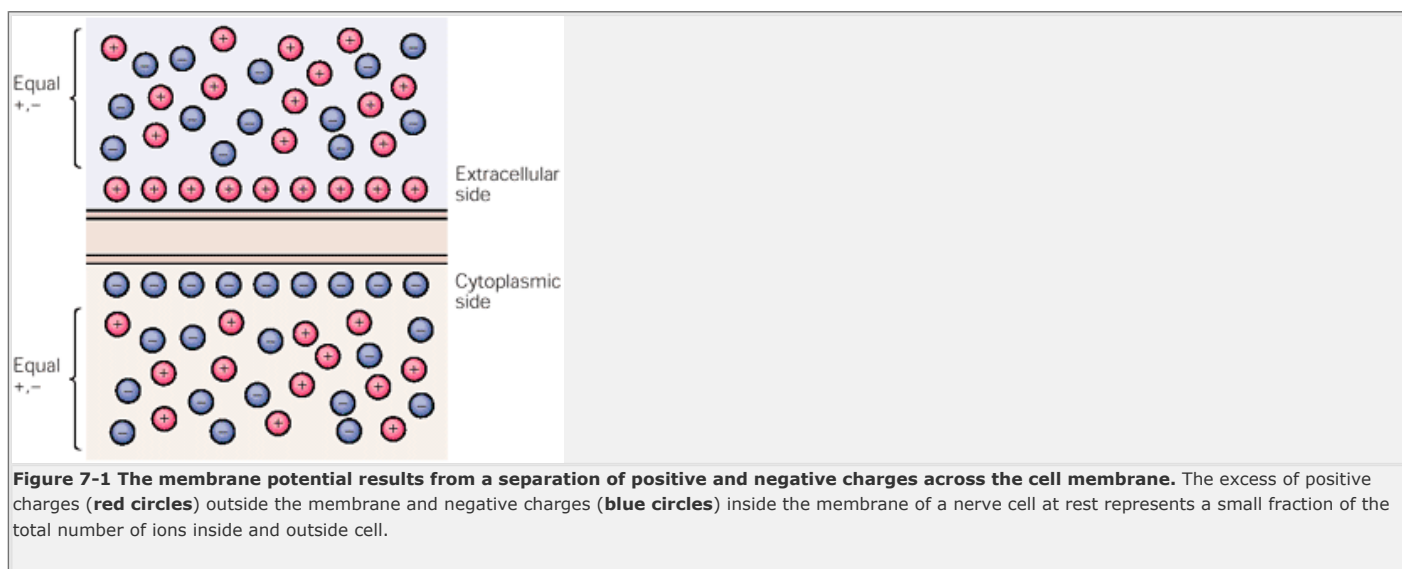 Equal
+,−
Extracellular
side
Cytoplasmic
side
Equal
+,−
Figure 7-1 The membrane potential results from a separation of positive and negative charges across the cell membrane. The excess of positive
charges (red circles) outside the membrane and negative charges (blue circles) inside the membrane of a nerve cell at rest represents a small fraction of the
total number of ions inside and outside cell.